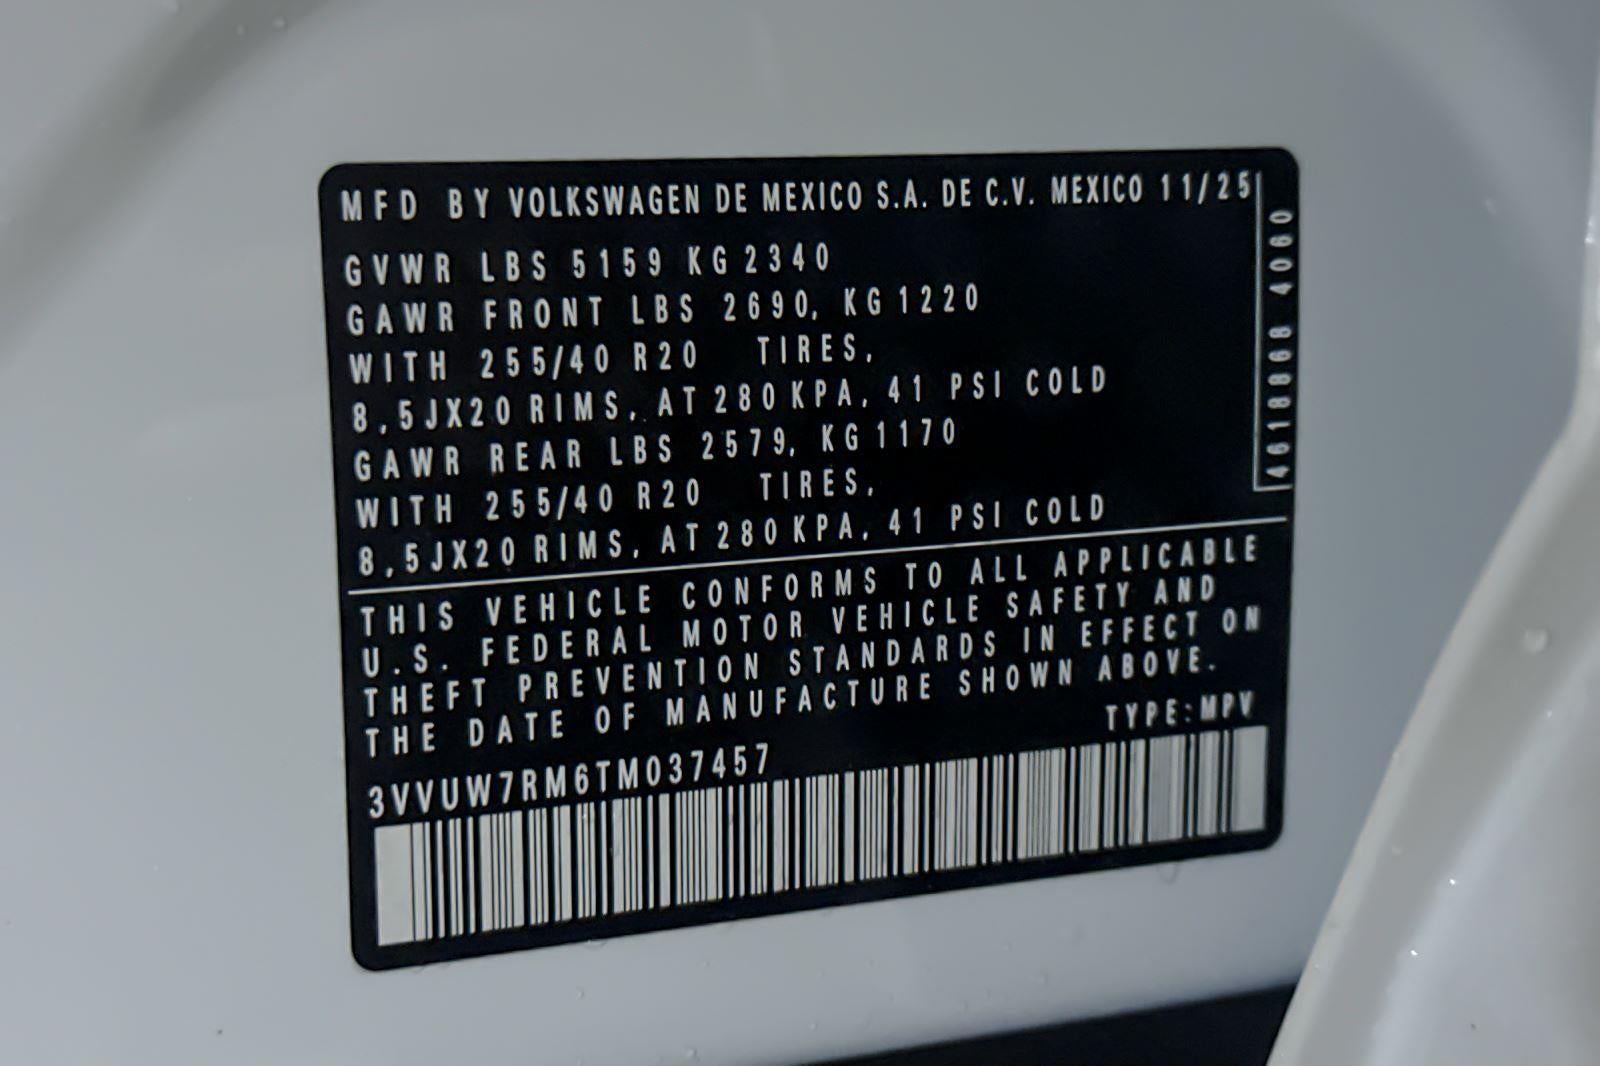 MFD BY VOLKSWAGEN DE MEXICO S.A. DE C.V. MEXICO 11/25
GVWR LBS 5159 KG 2340
GAWR FRONT LBS 2690, KG 1220
WITH 255/40 R20 TIRES,
8,5JX20 RIMS, AT 280 KPA, 41 PSI COLD
GAWR REAR LBS 2579, KG 1170
WITH 255/40 R20 TIRES,
8,5JX20 RIMS, AT 280 KPA, 41 PSI COLD
4618868 4060
THIS VEHICLE CONFORMS TO ALL APPLICABLE
U.S. FEDERAL MOTOR VEHICLE SAFETY AND
THEFT PREVENTION STANDARDS IN EFFECT ON
THE DATE OF MANUFACTURE SHOWN ABOVE.
TYPE:MPV
3VVUW7RM6TM037457